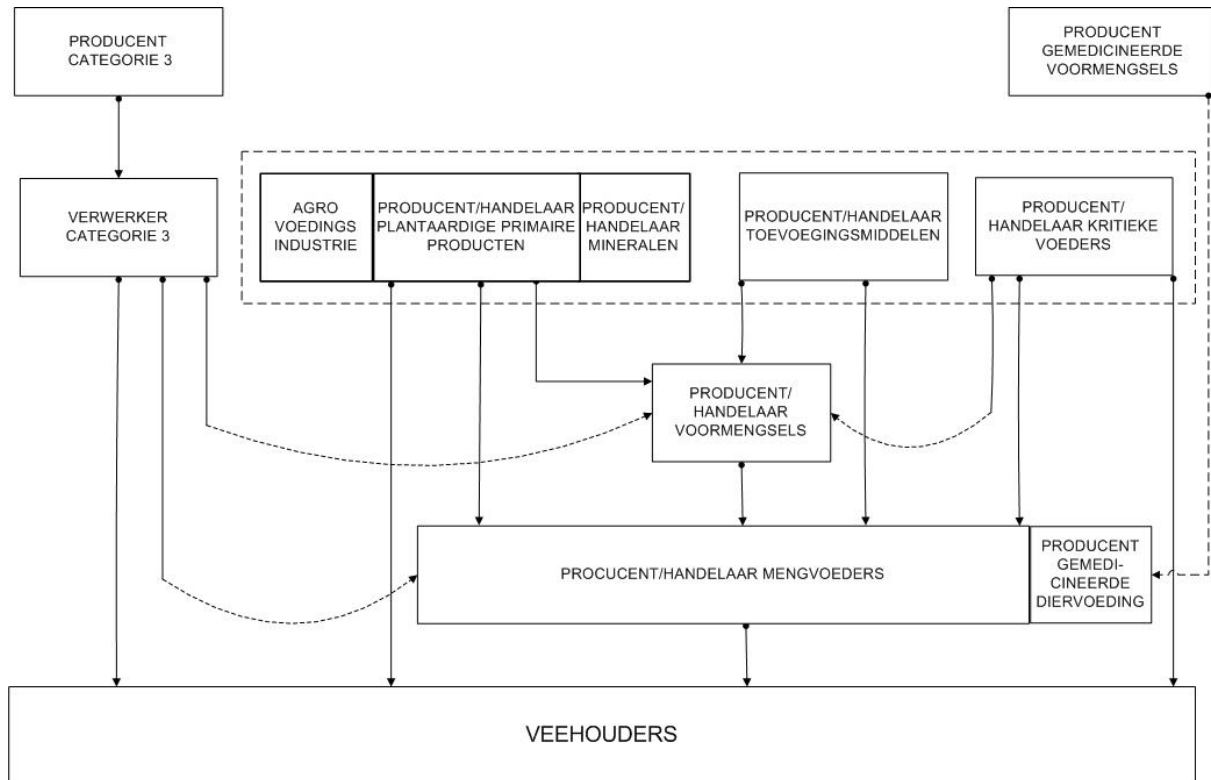 PRODUCENT
CATEGORIE 3
PRODUCENT
GEMEDICINEERDE
VOORMENGSELS
VERWERKER
CATEGORIE 3
AGRO
VOEDINGS
INDUSTRIE
PRODUCENT/HANDELAAR
PLANTAARDIGE PRIMAIRE
PRODUCTEN
PRODUCENT/
HANDELAAR
MINERALEN
PRODUCENT/HANDELAAR
TOEVOEGINGSMIDDELEN
PRODUCENT/
HANDELAAR KRITIEKE
VOEDERS
PRODUCENT/
HANDELAAR
VOORMENGSELS
PROCUCENT/HANDELAAR MENGVOEDERS
PRODUCENT
GEMEDI-
CINEERDE
DIERVOEDING
VEEHOUDERS